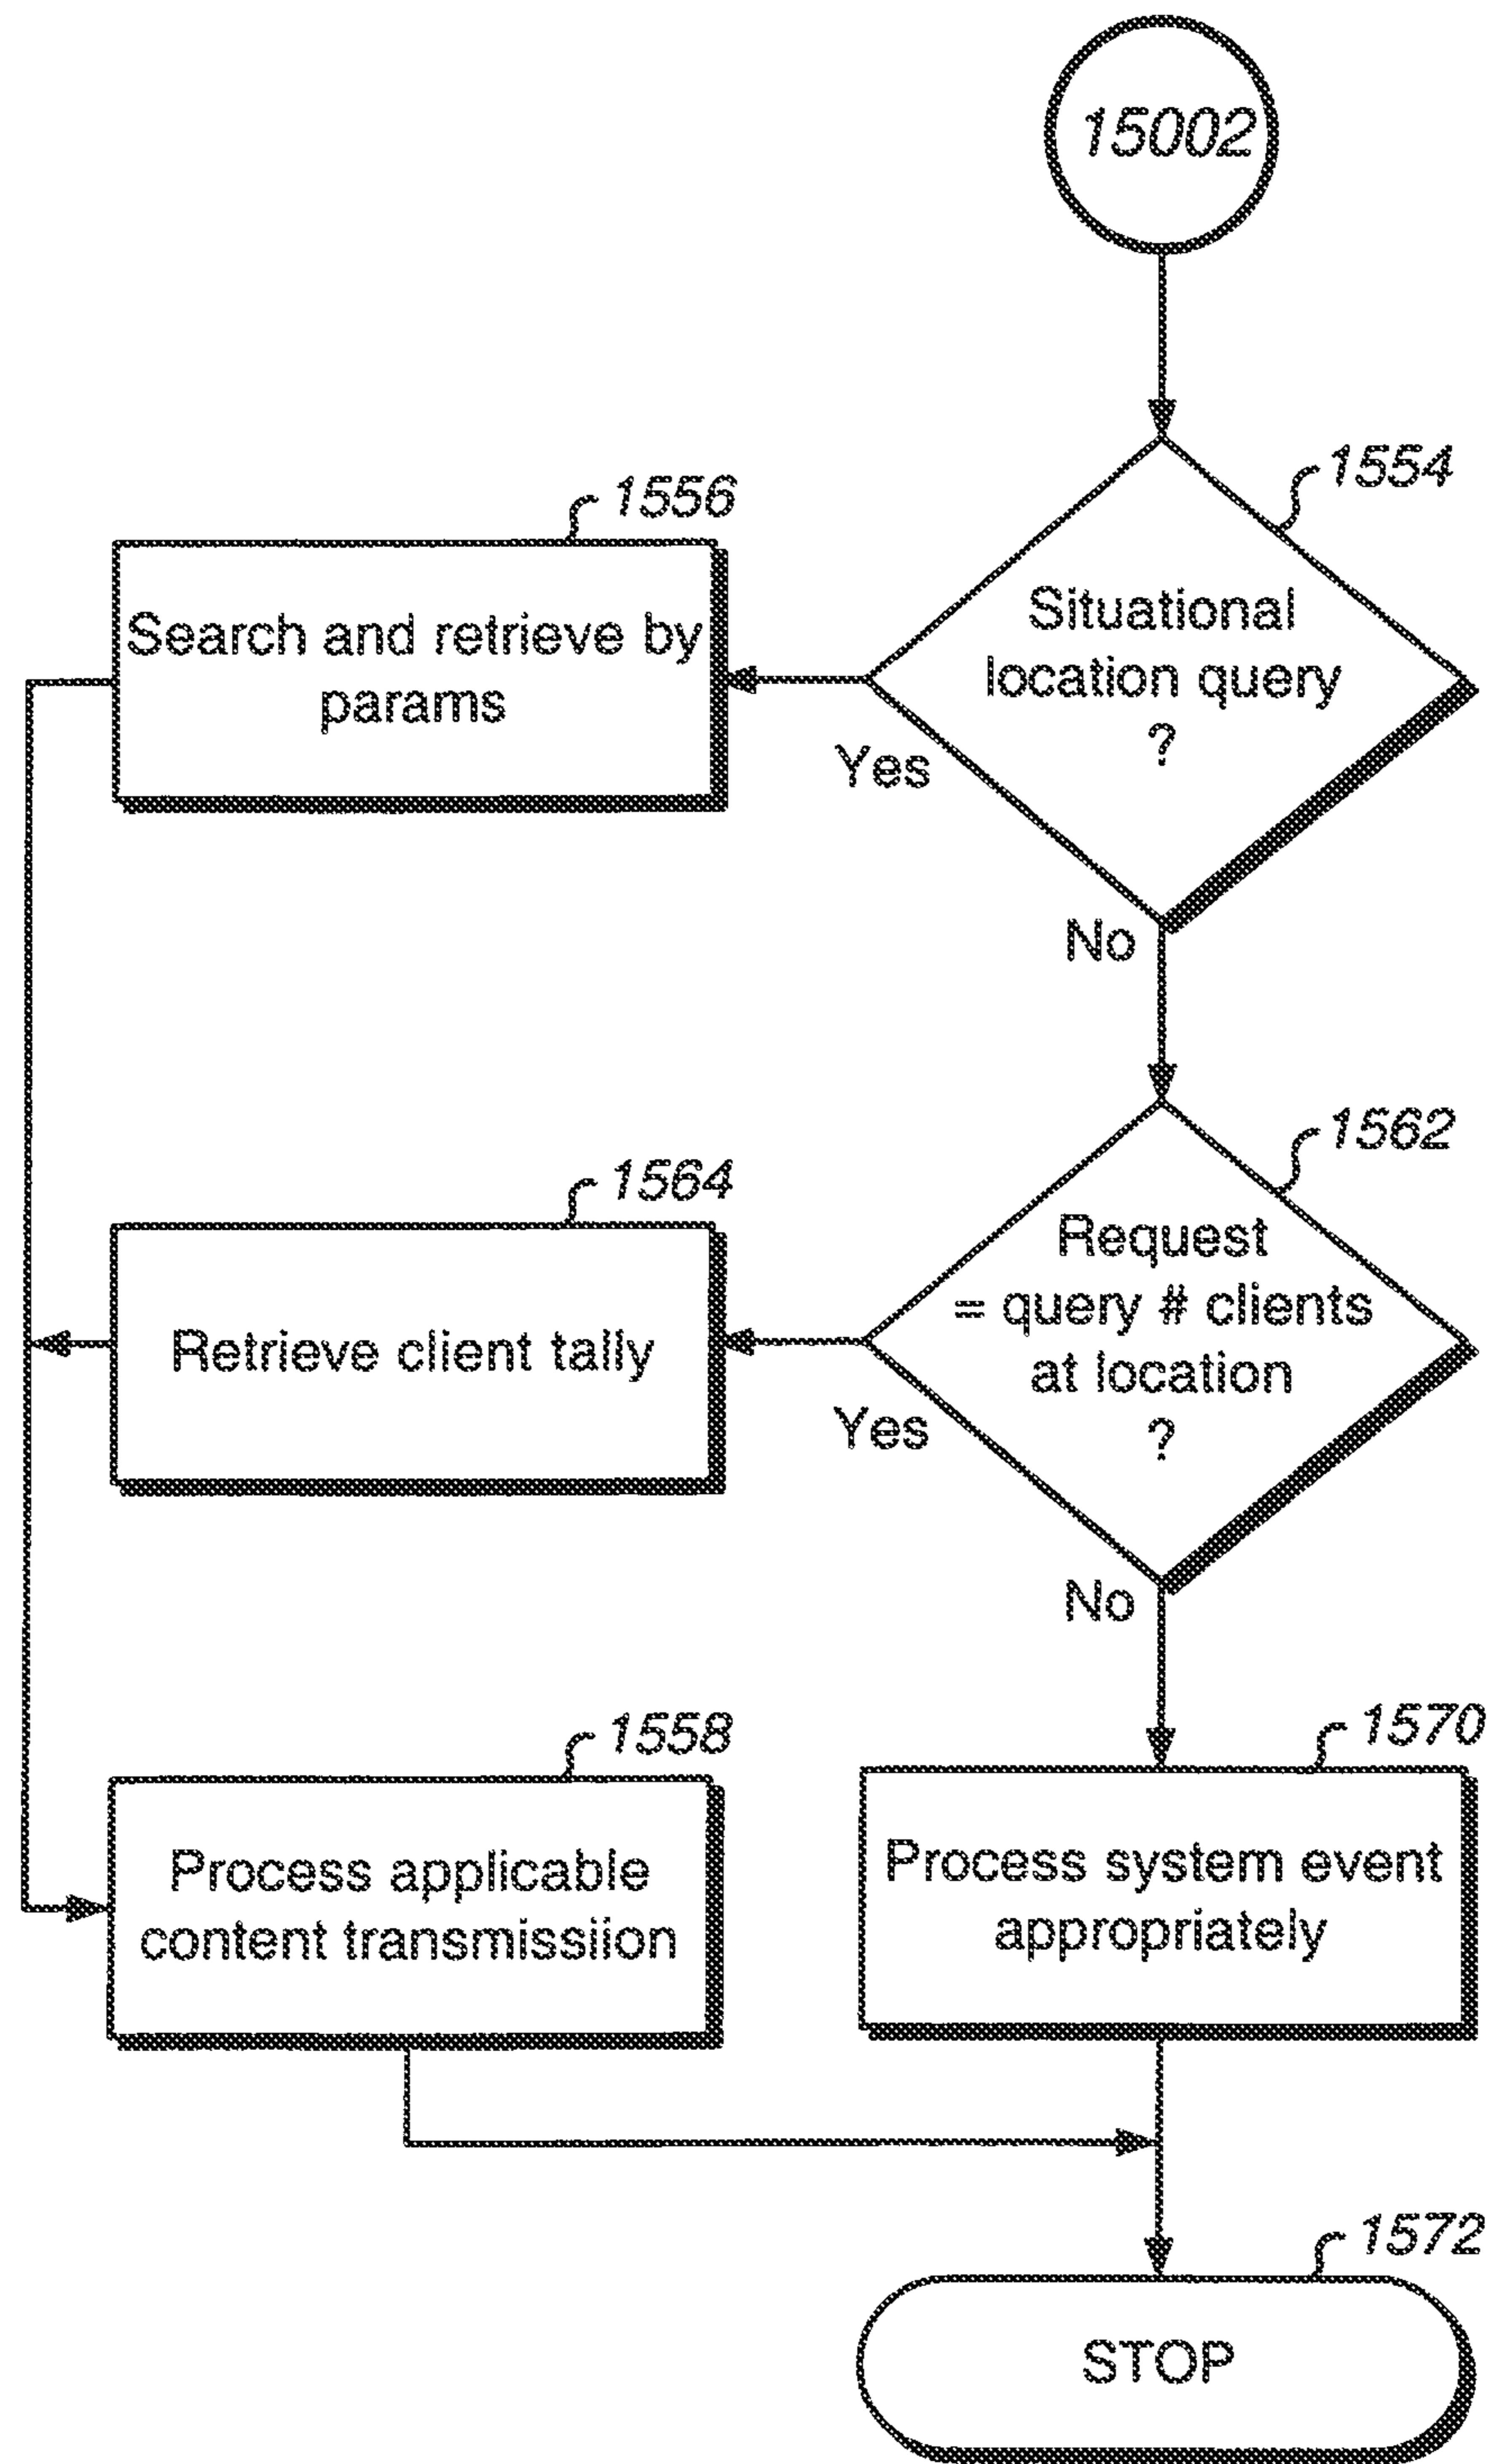 15002
1554
Situational
location query
?
Yes
No
1556
Search and retrieve by
params
1562
Request
= query # clients
at location
?
Yes
No
1564
Retrieve client tally
1558
Process applicable
content transmissiion
1570
Process system event
appropriately
1572
STOP